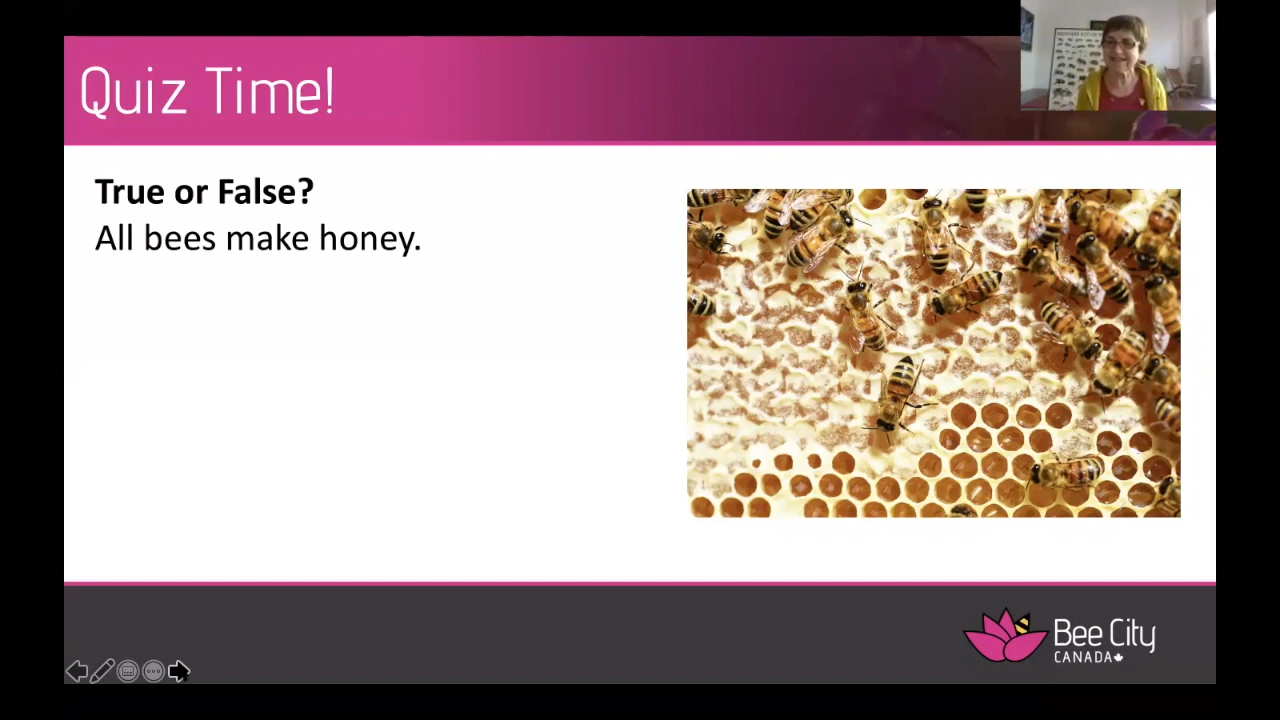 Quiz Time!
True or False?
All bees make honey.
Bee City
CANADA